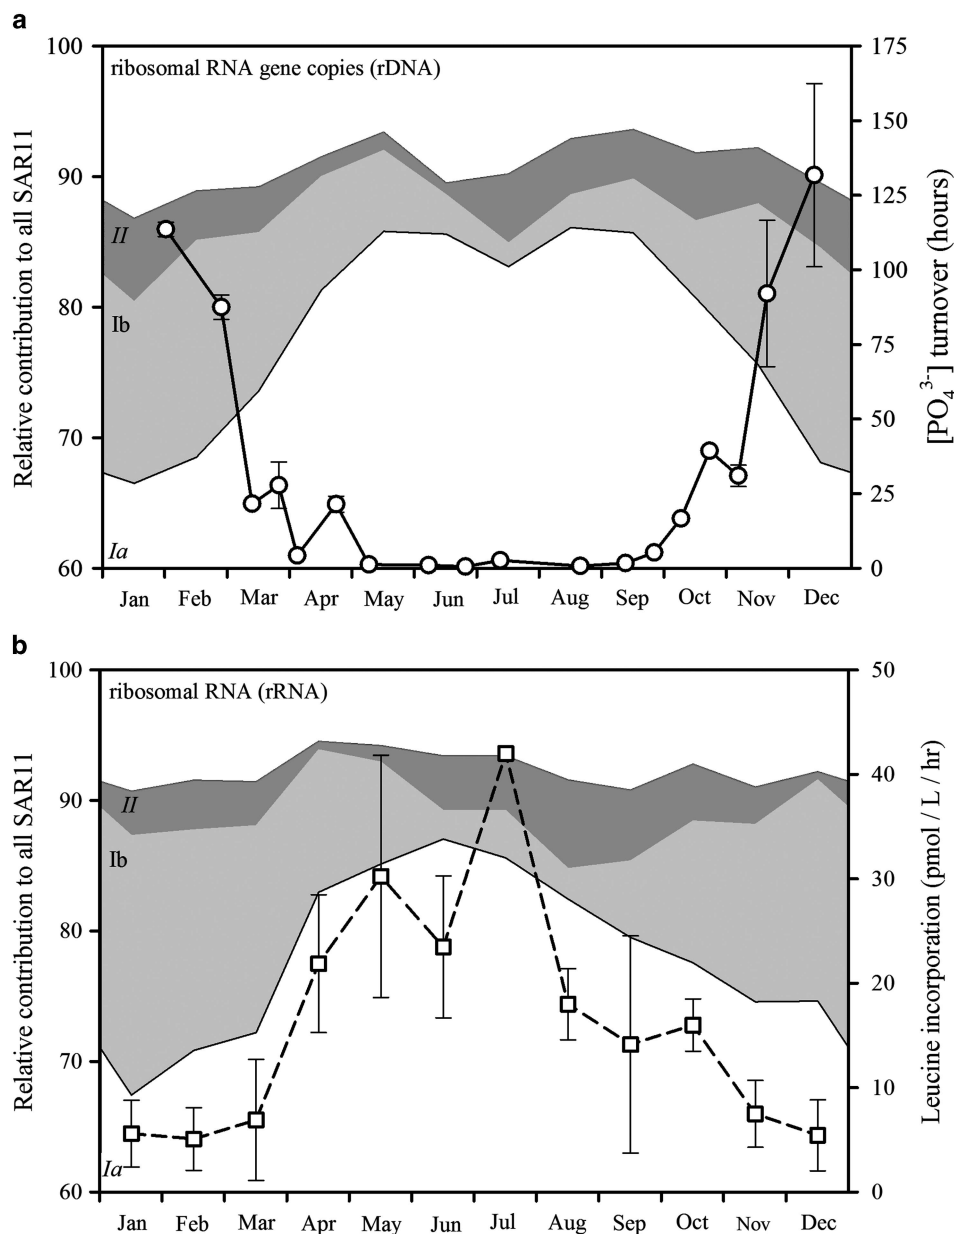 a
ribosomal RNA gene copies (rDNA)
Relative contribution to all SAR11
[PO₄³⁻] turnover (hours)
100
90
80
70
60
175
150
125
100
75
50
25
0
II
Ib
Ia
Jan Feb Mar Apr May Jun Jul Aug Sep Oct Nov Dec
b
ribosomal RNA (rRNA)
Relative contribution to all SAR11
Leucine incorporation (pmol / L / hr)
100
90
80
70
60
50
40
30
20
10
0
II
Ib
Ia
Jan Feb Mar Apr May Jun Jul Aug Sep Oct Nov Dec